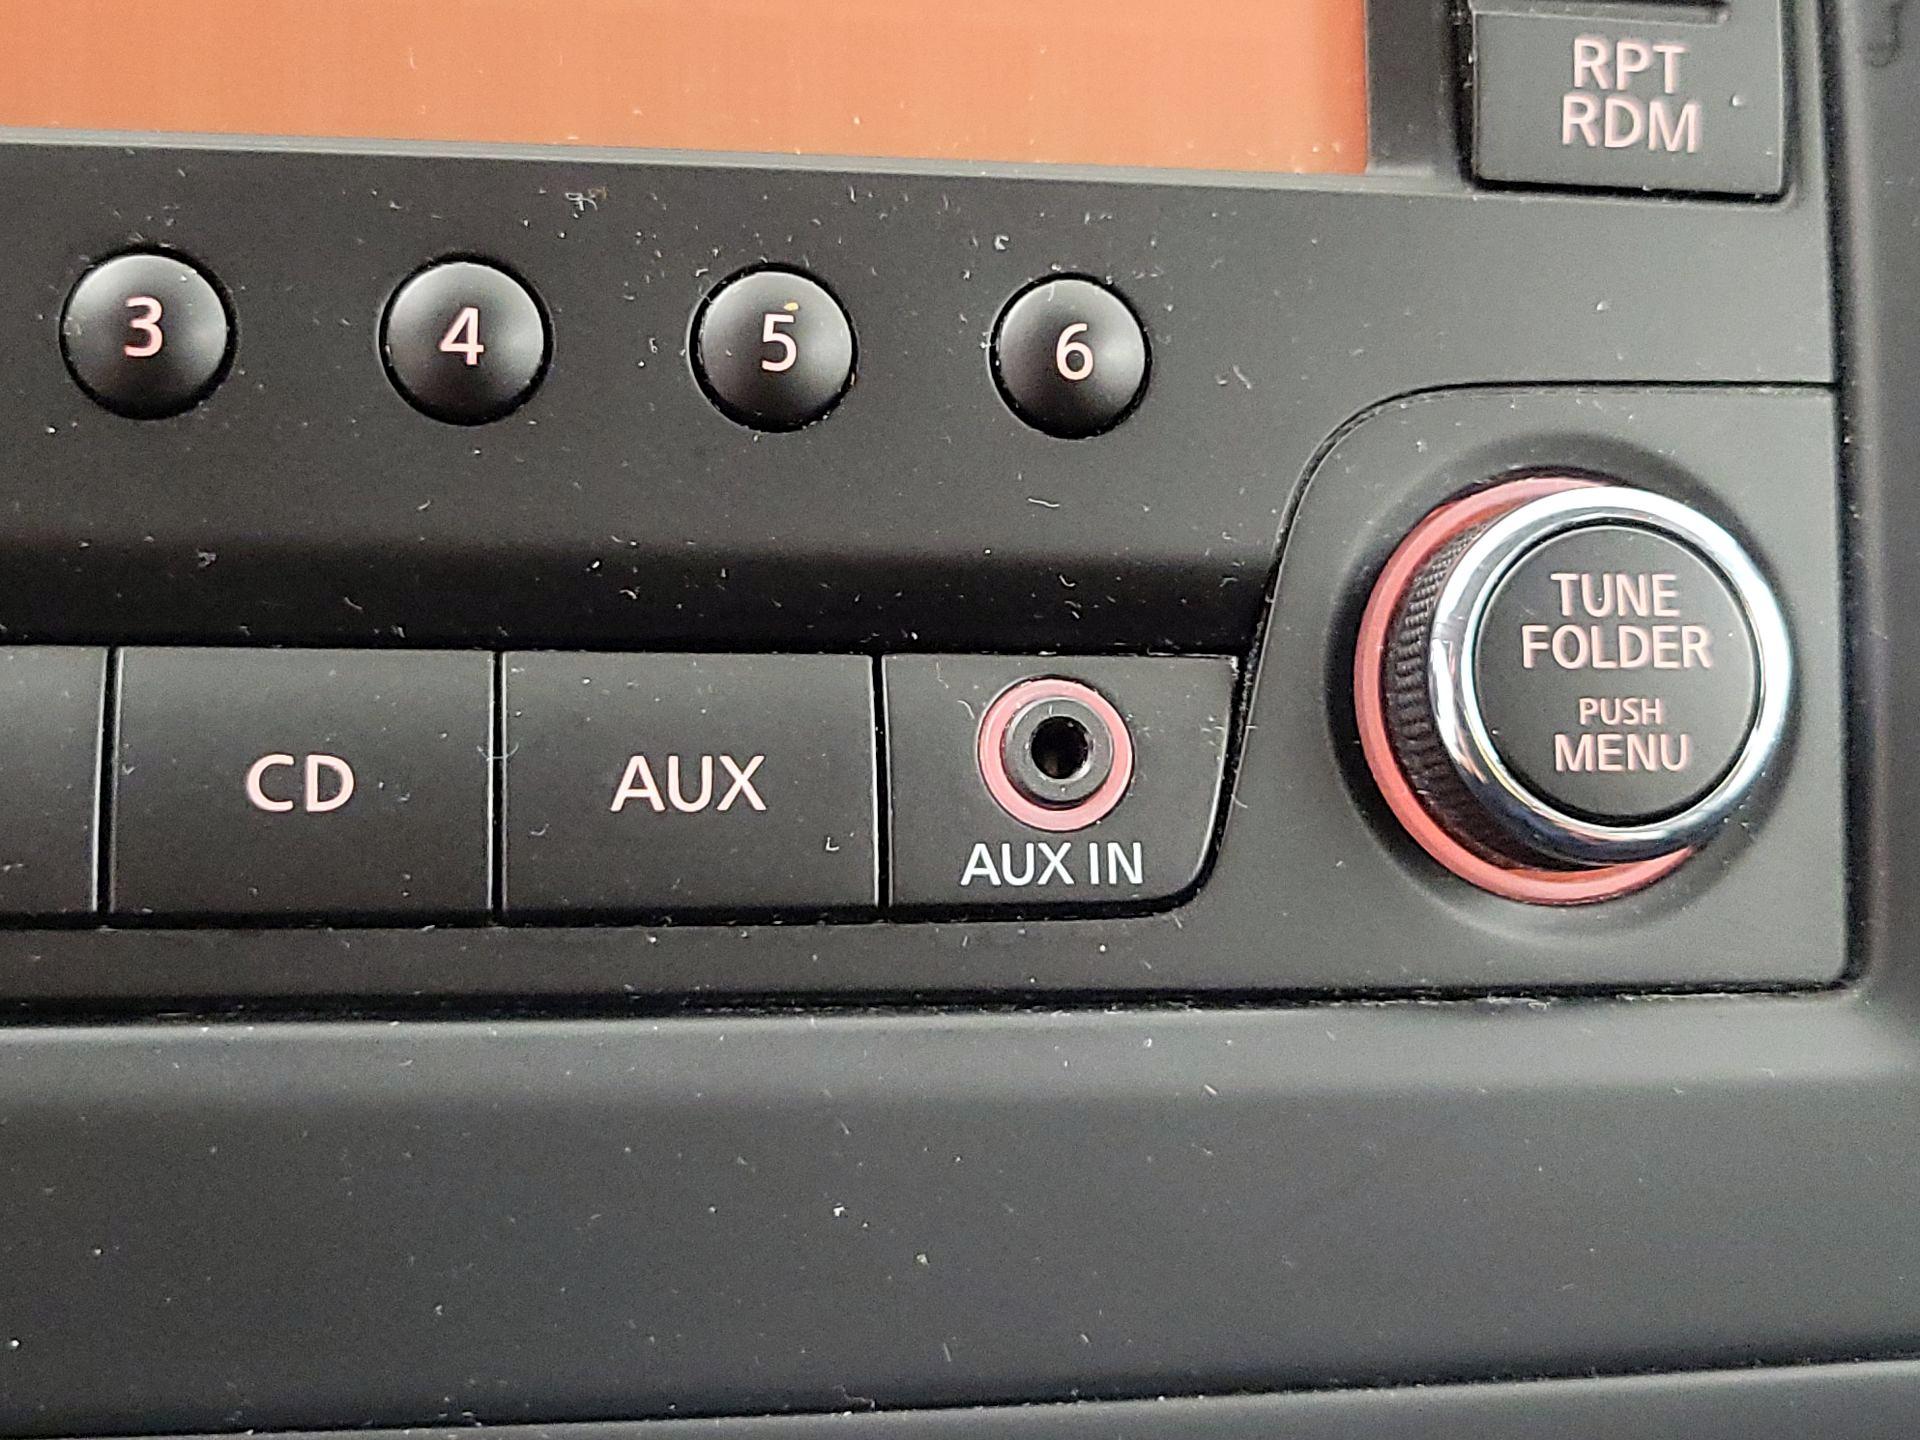 RPT
RDM
3 4 5 6
TUNE
FOLDER
PUSH
MENU
CD AUX AUX IN